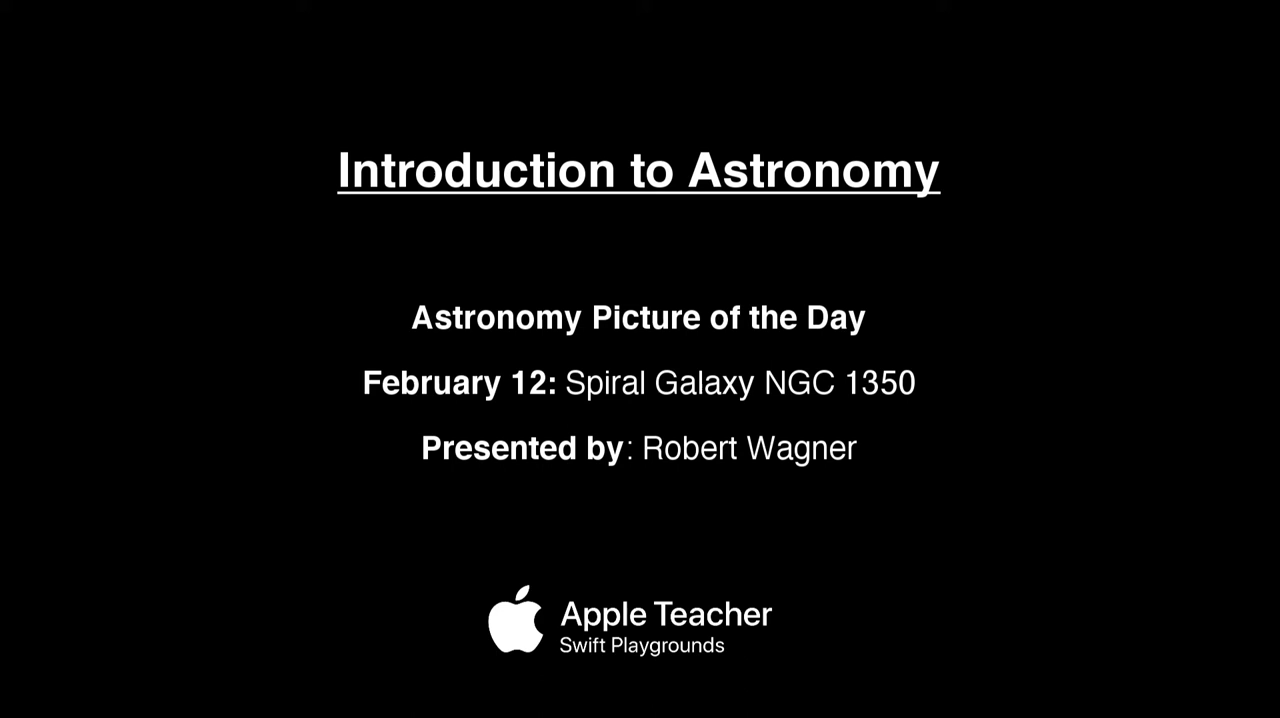 Introduction to Astronomy
Astronomy Picture of the Day
February 12: Spiral Galaxy NGC 1350
Presented by: Robert Wagner
Apple Teacher
Swift Playgrounds